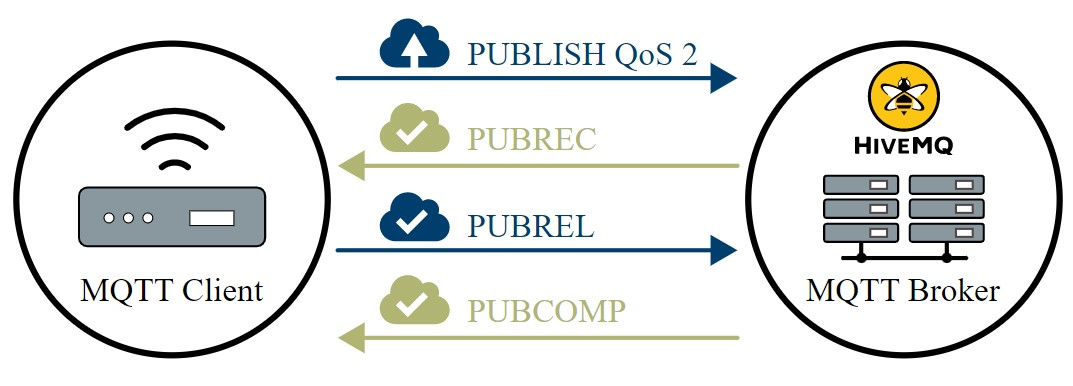 PUBLISH QoS 2
PUBREC
PUBREL
PUBCOMP
MQTT Client
HIVEMQ
MQTT Broker